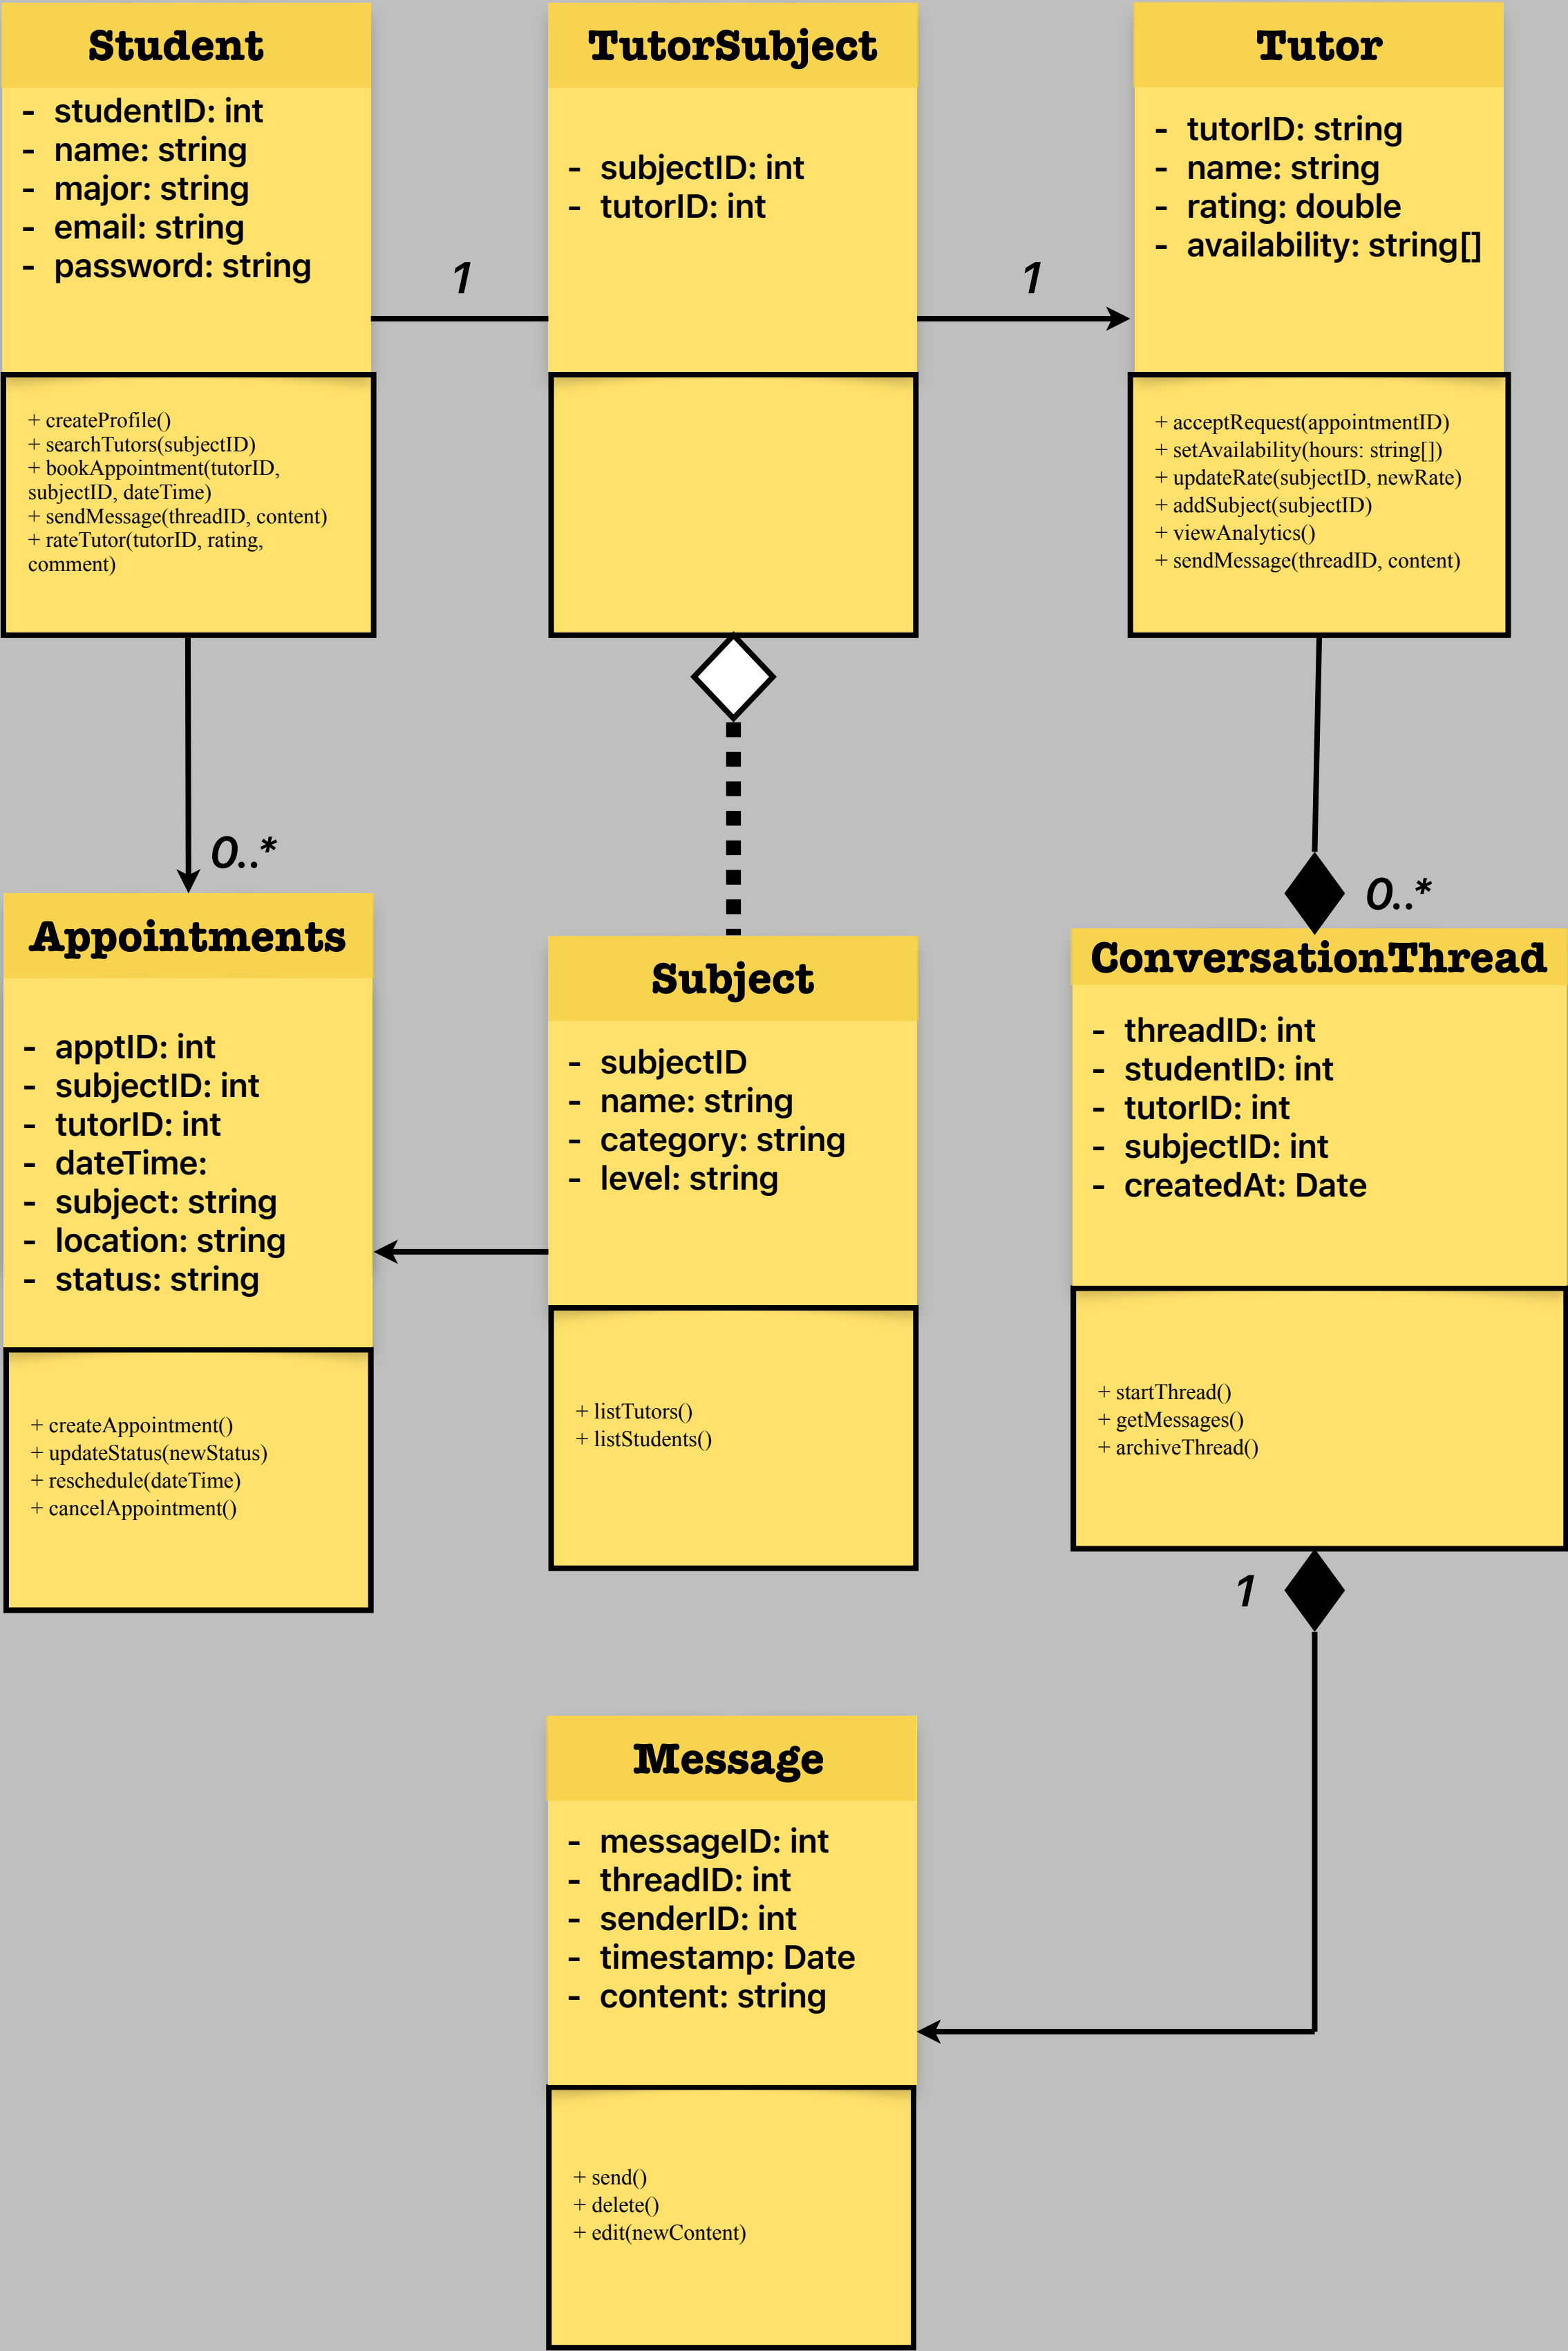 Student
- studentID: int
- name: string
- major: string
- email: string
- password: string
+ createProfile()
+ searchTutors(subjectID)
+ bookAppointment(tutorID,
subjectID, dateTime)
+ sendMessage(threadID, content)
+ rateTutor(tutorID, rating,
comment)
1
TutorSubject
- subjectID: int
- tutorID: int
1
Tutor
- tutorID: string
- name: string
- rating: double
- availability: string[]
+ acceptRequest(appointmentID)
+ setAvailability(hours: string[])
+ updateRate(subjectID, newRate)
+ addSubject(subjectID)
+ viewAnalytics()
+ sendMessage(threadID, content)
0..*
Appointments
- apptID: int
- subjectID: int
- tutorID: int
- dateTime:
- subject: string
- location: string
- status: string
+ createAppointment()
+ updateStatus(newStatus)
+ reschedule(dateTime)
+ cancelAppointment()
Subject
- subjectID
- name: string
- category: string
- level: string
+ listTutors()
+ listStudents()
0..*
ConversationThread
- threadID: int
- studentID: int
- tutorID: int
- subjectID: int
- createdAt: Date
+ startThread()
+ getMessages()
+ archiveThread()
1
Message
- messageID: int
- threadID: int
- senderID: int
- timestamp: Date
- content: string
+ send()
+ delete()
+ edit(newContent)